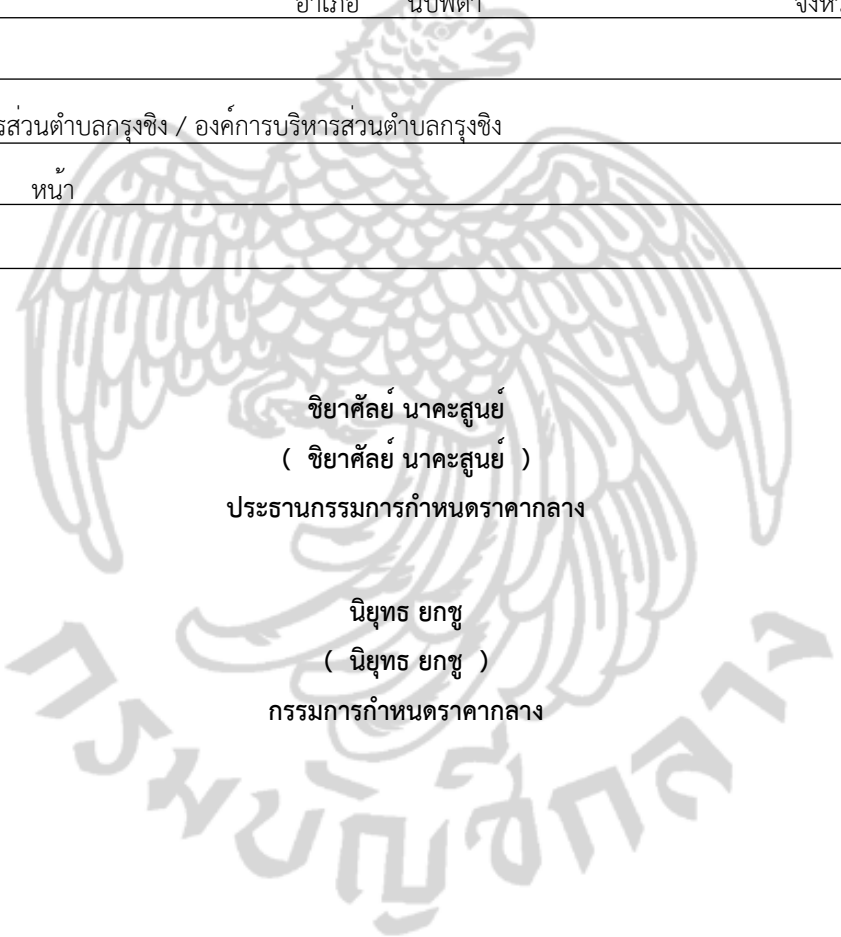 อำเภอ นบพิตำ จังหว
รส่วนตำบลกรุงชิง / องค์การบริหารส่วนตำบลกรุงชิง
หน้า
ชิยาศัลย์ นาคะสูนย์
( ชิยาศัลย์ นาคะสูนย์ )
ประธานกรรมการกำหนดราคากลาง
นิยุทธ ยกชู
( นิยุทธ ยกชู )
กรรมการกำหนดราคากลาง
กรมบัญชีกลาง